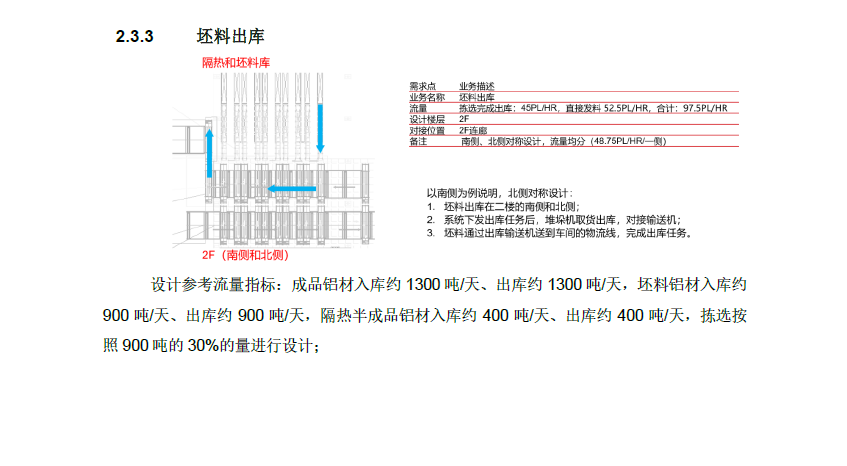 2.3.3 坯料出库
隔热和坯料库
需求点 业务描述
业务名称 坯料出库
流量 拣选完成出库：45PL/HR，直接发料 52.5PL/HR，合计：97.5PL/HR
设计楼层 2F
对接位置 2F连廊
备注 南侧、北侧对称设计，流量均分（48.75PL/HR/一侧）
以南侧为例说明，北侧对称设计：
1. 坯料出库在二楼的南侧和北侧；
2. 系统下发出库任务后，堆垛机取货出库，对接输送机；
3. 坯料通过出库输送机送到车间的物流线，完成出库任务。
2F（南侧和北侧）
设计参考流量指标：成品铝材入库约 1300 吨/天、出库约 1300 吨/天，坯料铝材入库约
900 吨/天、出库约 900 吨/天，隔热半成品铝材入库约 400 吨/天、出库约 400 吨/天，拣选按
照 900 吨的 30%的量进行设计；